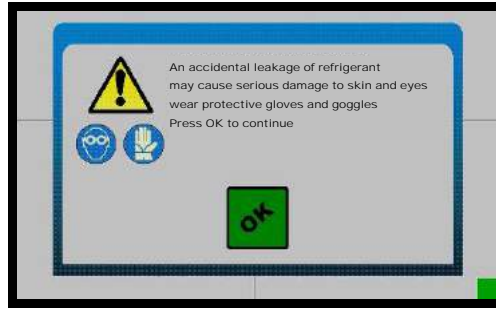 An accidental leakage of refrigerant
may cause serious damage to skin and eyes
wear protective gloves and goggles
Press OK to continue
OK